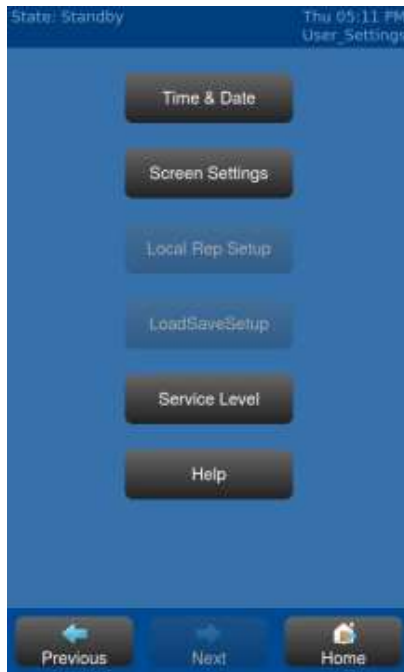 State: Standby
Thu 05:11 PM
User_Settings
Time & Date
Screen Settings
Local Rep Setup
LoadSaveSetup
Service Level
Help
Previous
Next
Home